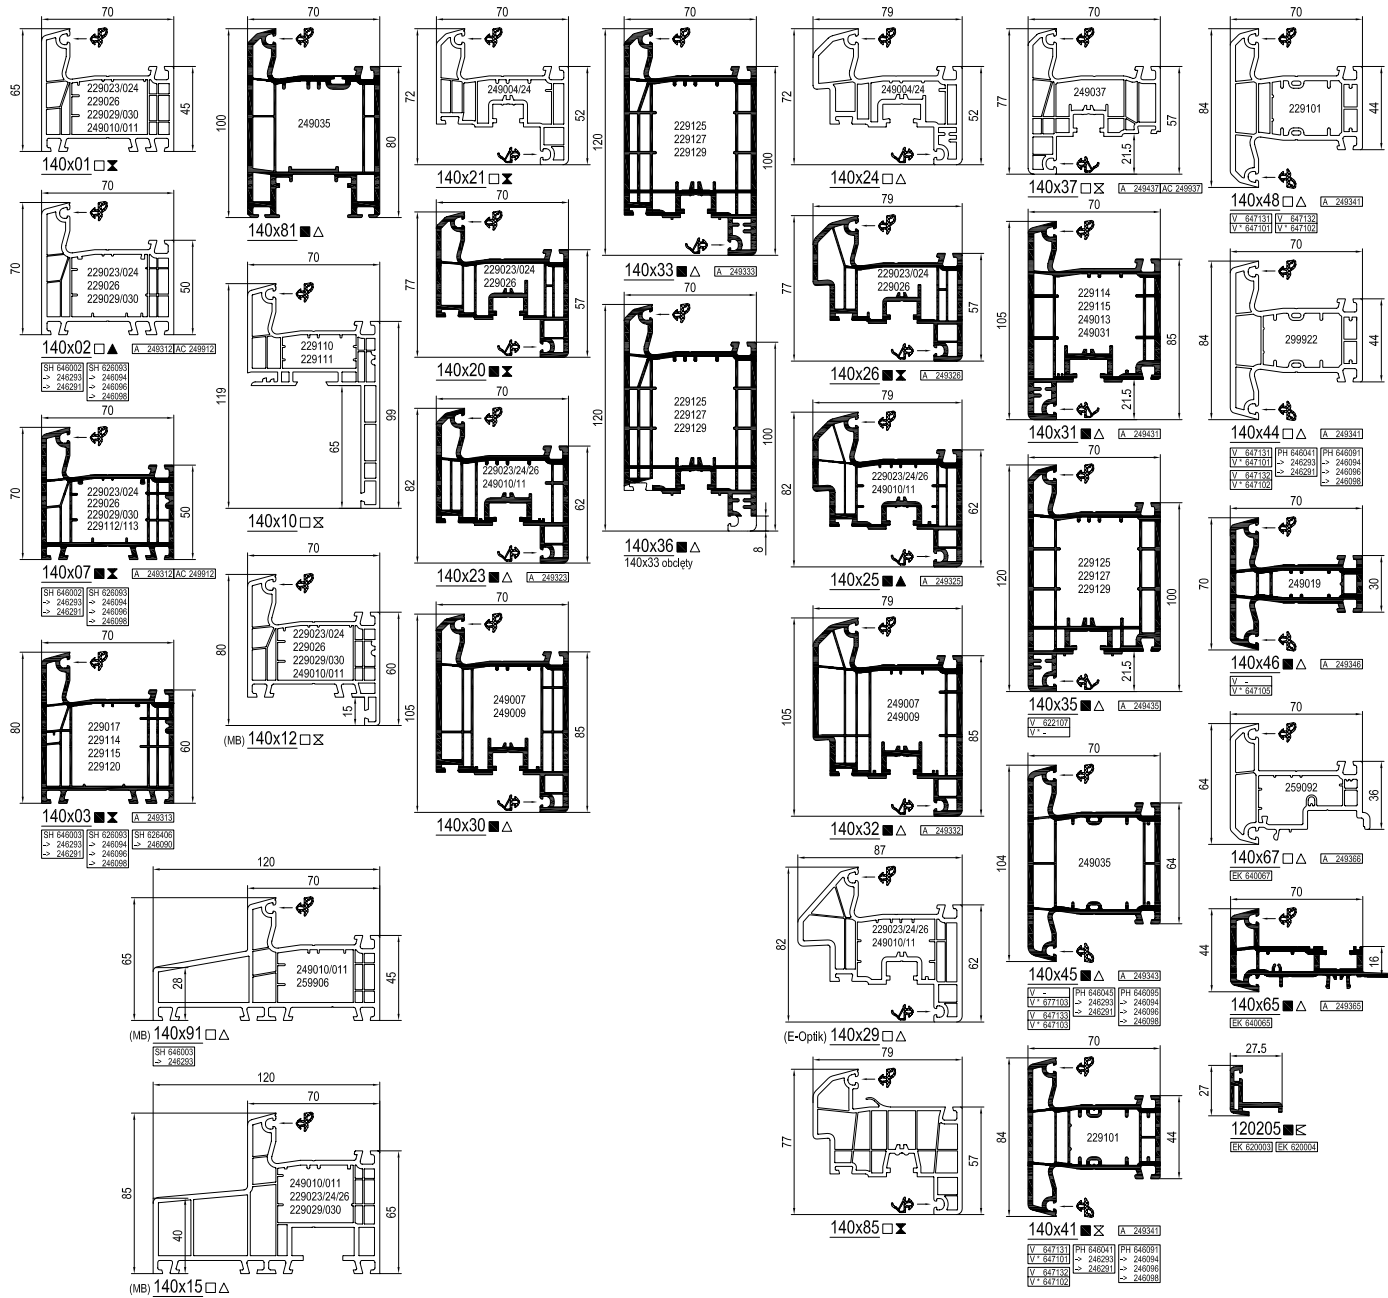 70
65
45
229023/024
229026
229029/030
249010/011
140x01
70
70
50
229023/024
226026
229029/030
140x02
A 249312 AC 249912
SH 646002
-> 246293
-> 246291
SH 626093
-> 246094
-> 246096
-> 246098
70
70
50
229023/024
229026
229029/030
229112/113
140x07
A 249312 AC 249912
SH 646002
-> 246293
-> 246291
SH 626093
-> 246094
-> 246096
-> 246098
70
80
60
229017
229114
229115
229120
140x03
A 249313
SH 646003
-> 246293
-> 246291
SH 626093
-> 246094
-> 246096
-> 246098
SH 626406
-> 246090
120
70
65
28
45
249010/011
259906
(MB) 140x91
SH 646003
-> 246293
120
70
85
40
65
249010/011
229023/24/26
229029/030
(MB) 140x15
70
100
80
249035
140x81
70
119
99
65
229110
229111
140x10
70
80
60
15
229023/024
229026
229029/030
249010/011
(MB) 140x12
70
72
52
249004/24
140x21
70
77
57
229023/024
229026
140x20
70
82
62
229023/24/26
249010/11
140x23
A 249323
70
105
85
249007
249009
140x30
70
120
100
229125
229127
229129
140x33
A 249333
70
120
100
8
229125
229127
229129
140x36
140x33 obcięty
79
72
52
249004/24
140x24
79
77
57
229023/024
229026
140x26
A 249326
79
82
62
229023/24/26
249010/11
140x25
A 249325
79
105
85
249007
249009
140x32
A 249332
87
82
62
229023/24/26
249010/11
(E-Optik) 140x29
79
77
57
140x85
70
77
57
21.5
249037
140x37
A 249437 AC 249937
70
105
85
21.5
229114
229115
249013
249031
140x31
A 249431
70
120
100
21.5
229125
229127
229129
140x35
A 249435
V 622107
V* -
70
104
64
249035
140x45
A 249343
V -
V* 677103
V 647133
V* 647103
PH 646045
-> 246293
-> 246291
PH 646095
-> 246094
-> 246096
-> 246098
70
84
44
229101
140x41
A 249341
V 647131
V* 647101
V 647132
V* 647102
PH 646041
-> 246293
-> 246291
PH 646091
-> 246094
-> 246096
-> 246098
70
84
44
229101
140x48
A 249341
V 647131
V* 647101
V 647132
V* 647102
70
84
44
299922
140x44
A 249341
V 647131
V* 647101
V 647132
V* 647102
PH 646041
-> 246293
-> 246291
PH 646091
-> 246094
-> 246096
-> 246098
70
70
30
249019
140x46
A 249346
V -
V* 647105
70
64
36
259092
140x67
A 249366
EK 640067
70
44
16
140x65
A 249365
EK 640065
27.5
27
120205
EK 620003 EK 620004